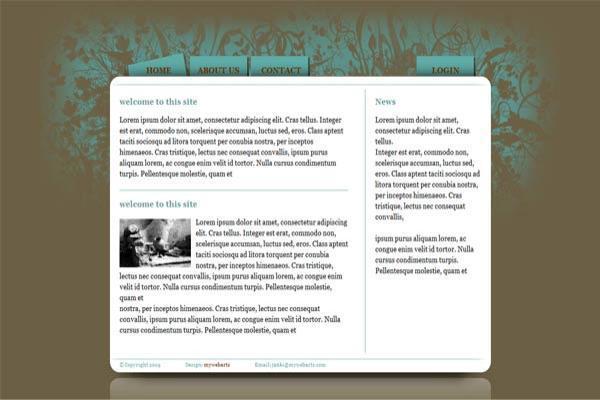 HOME ABOUT US CONTACT LOGIN
welcome to this site
Lorem ipsum dolor sit amet, consectetur adipiscing elit. Cras tellus. Integer
est erat, commodo non, scelerisque accumsan, luctus sed, eros. Class aptent
taciti sociosqu ad litora torquent per conubia nostra, per inceptos
himenaeos. Cras tristique, lectus nec consequat convallis, ipsum purus
aliquam lorem, ac congue enim velit id tortor. Nulla cursus condimentum
turpis. Pellentesque molestie, quam et
welcome to this site
Lorem ipsum dolor sit amet, consectetur adipiscing
elit. Cras tellus. Integer est erat, commodo non,
scelerisque accumsan, luctus sed, eros. Class aptent
taciti sociosqu ad litora torquent per conubia
nostra, per inceptos himenaeos. Cras tristique,
lectus nec consequat convallis, ipsum purus aliquam lorem, ac congue enim
velit id tortor. Nulla cursus condimentum turpis. Pellentesque molestie,
quam et
nostra, per inceptos himenaeos. Cras tristique, lectus nec consequat
convallis, ipsum purus aliquam lorem, ac congue enim velit id tortor. Nulla
cursus condimentum turpis. Pellentesque molestie, quam et
News
Lorem ipsum dolor sit amet,
consectetur adipiscing elit. Cras
tellus.
Integer est erat, commodo non,
scelerisque accumsan, luctus sed,
eros. Class aptent taciti sociosqu ad
litora torquent per conubia nostra,
per inceptos himenaeos. Cras
tristique, lectus nec consequat
convallis,
ipsum purus aliquam lorem, ac
congue enim velit id tortor. Nulla
cursus condimentum turpis.
Pellentesque molestie, quam et
© Copyright 2009 Design: mywebarts Email: janki@mywebarts.com